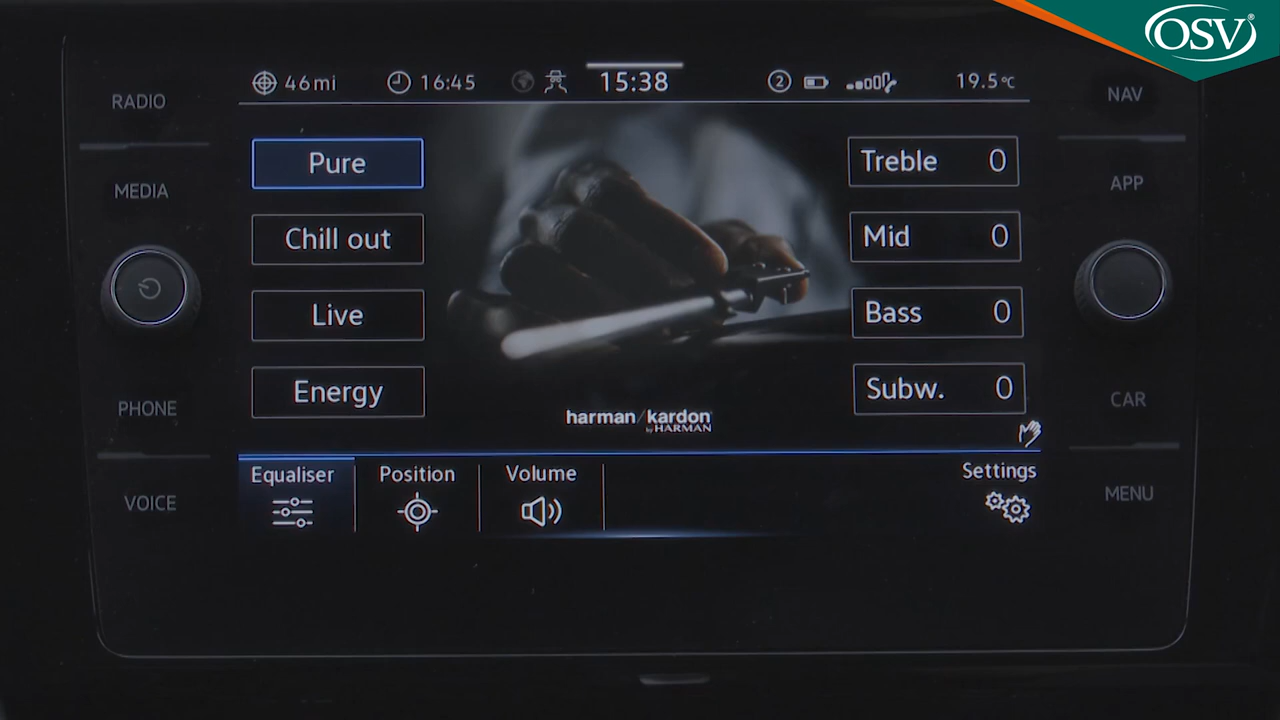 OSV®
46mi
16:45
15:38
2
19.5°C
RADIO
MEDIA
PHONE
VOICE
Pure
Chill out
Live
Energy
harman/kardon
by HARMAN
Treble 0
Mid 0
Bass 0
Subw. 0
Equaliser
Position
Volume
Settings
NAV
APP
CAR
MENU